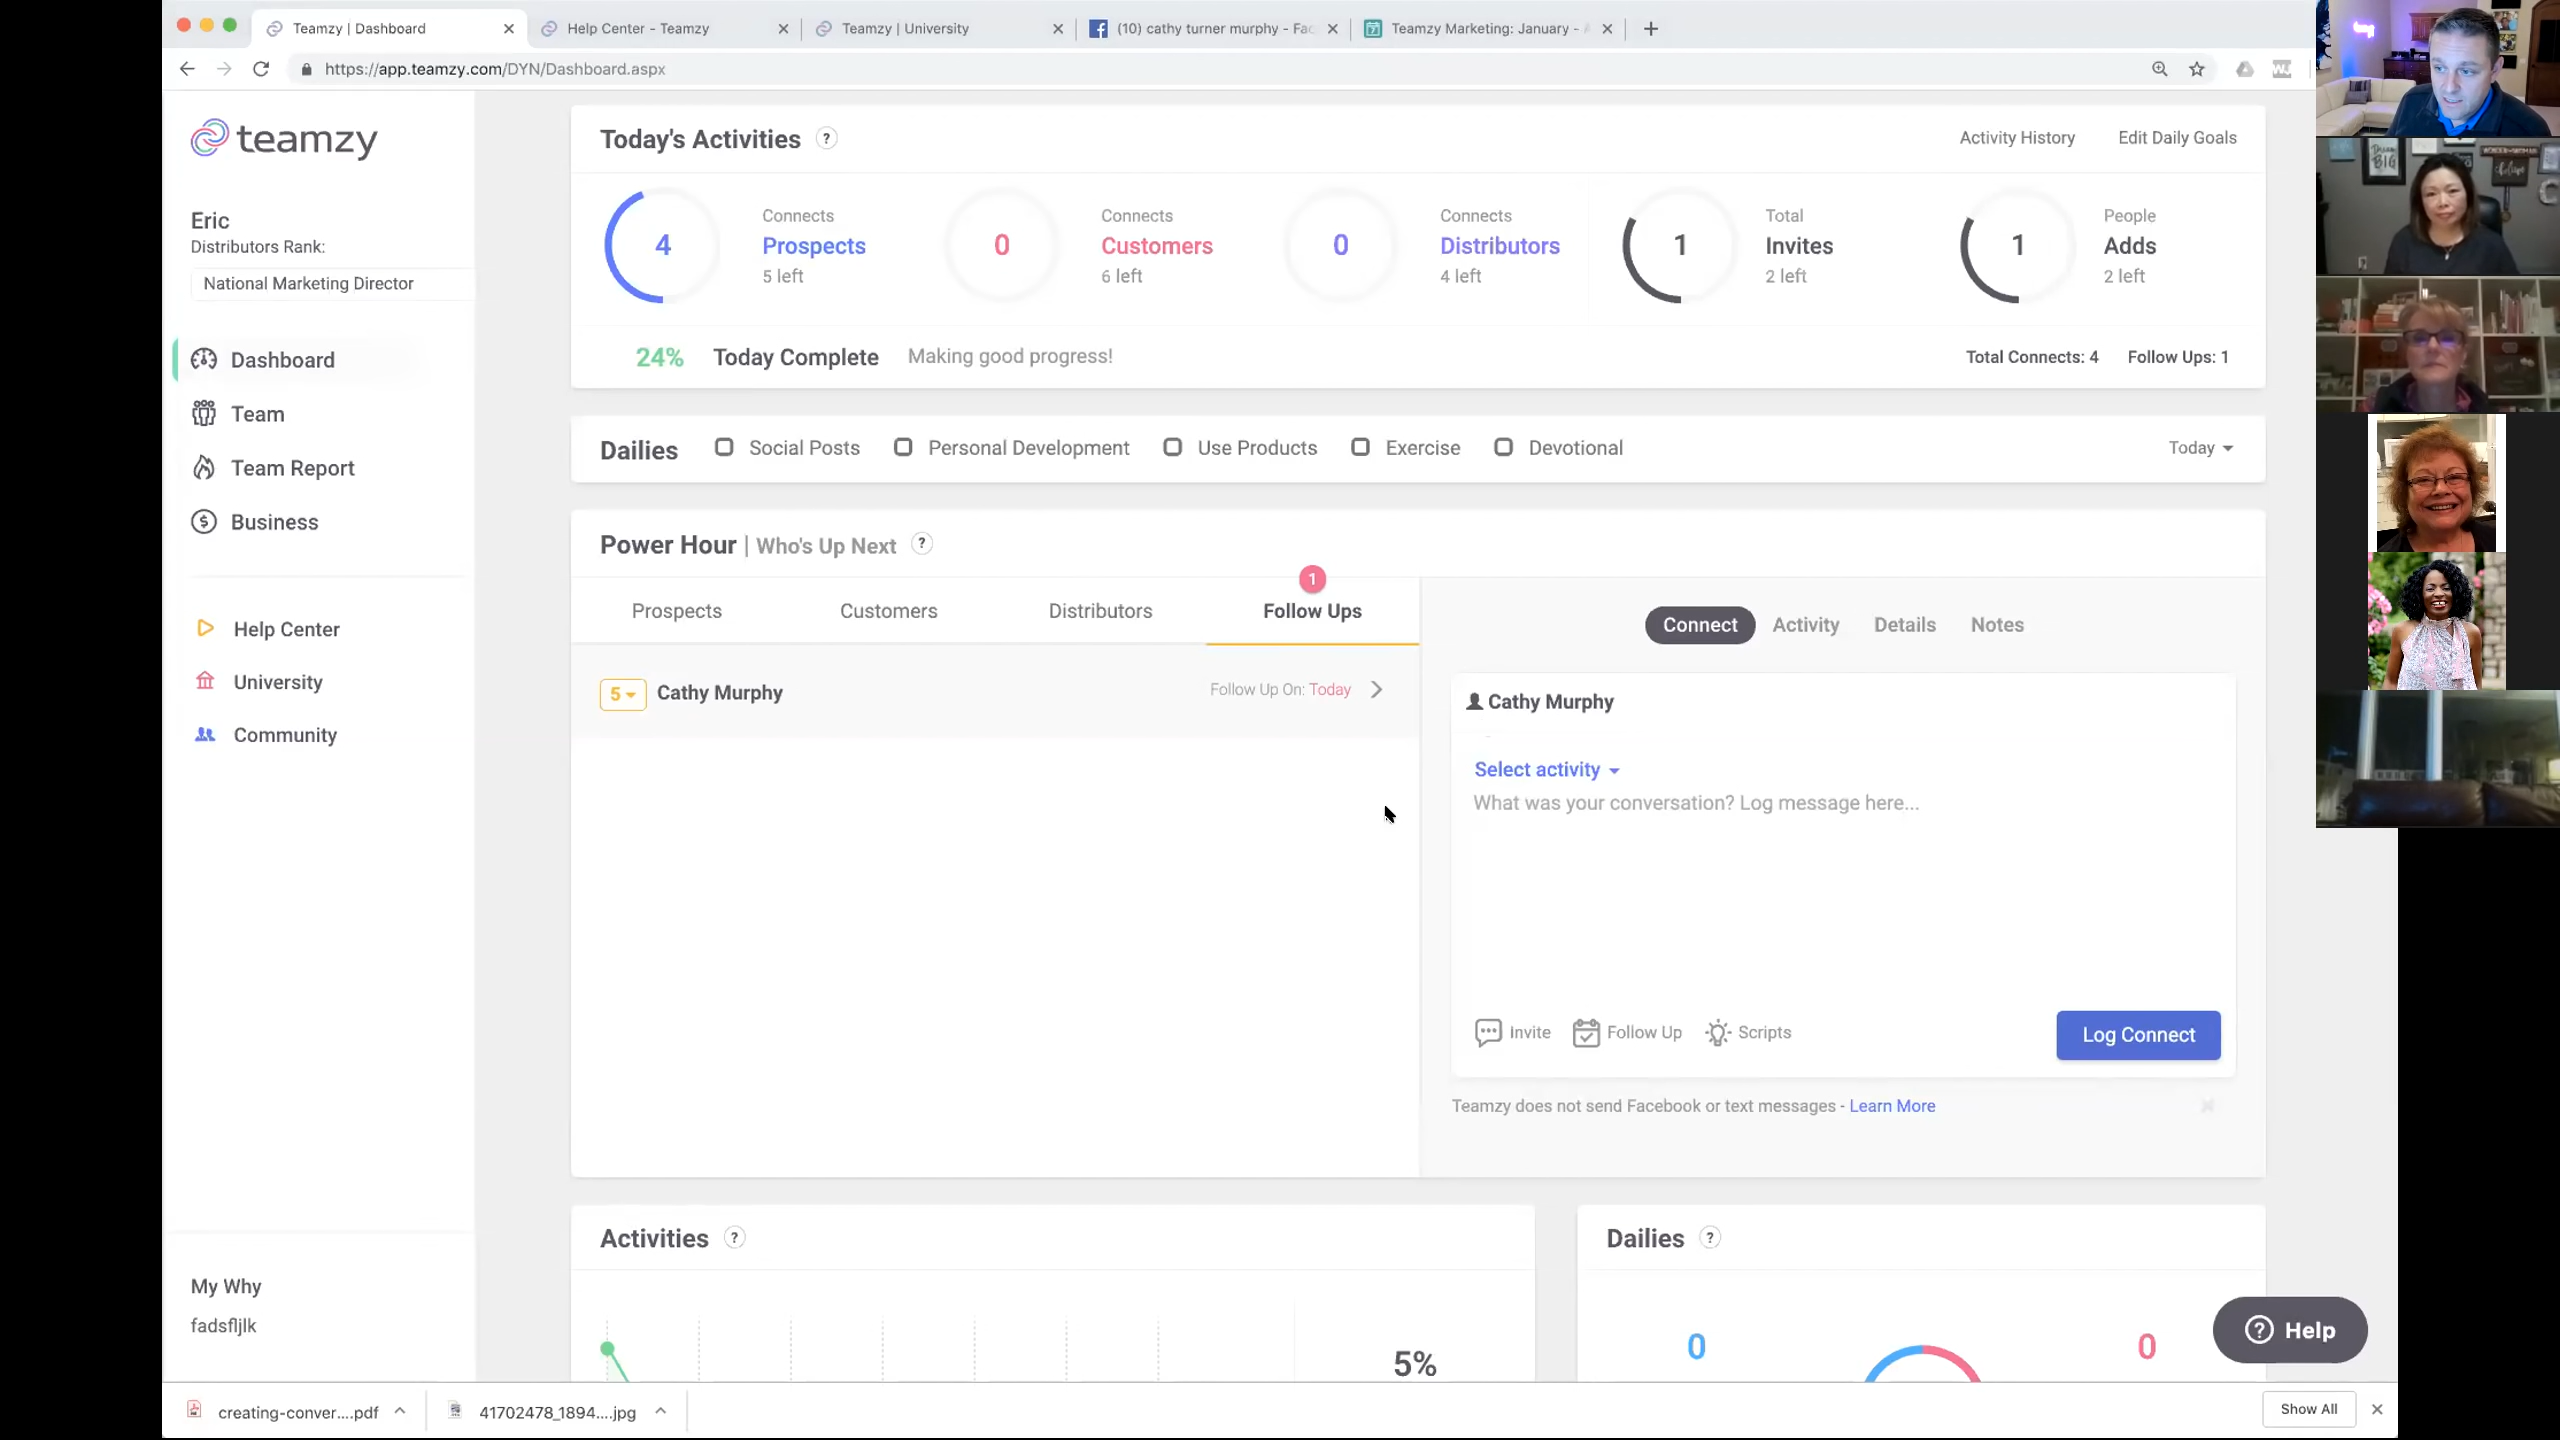 Teamzy | Dashboard
Help Center - Teamzy
Teamzy | University
(10) cathy turner murphy - Fac
Teamzy Marketing: January - A
https://app.teamzy.com/DYN/Dashboard.aspx
teamzy
Eric
Distributors Rank:
National Marketing Director
Dashboard
Team
Team Report
Business
Help Center
University
Community
My Why
fadsfljlk
Today's Activities ?
Activity History
Edit Daily Goals
4
Connects
Prospects
5 left
0
Connects
Customers
6 left
0
Connects
Distributors
4 left
1
Total
Invites
2 left
1
People
Adds
2 left
24% Today Complete Making good progress!
Total Connects: 4 Follow Ups: 1
Dailies Social Posts Personal Development Use Products Exercise Devotional Today
Power Hour | Who's Up Next ?
1
Prospects Customers Distributors Follow Ups
5 Cathy Murphy Follow Up On: Today
Connect Activity Details Notes
Cathy Murphy
Select activity
What was your conversation? Log message here...
Invite Follow Up Scripts Log Connect
Teamzy does not send Facebook or text messages - Learn More
Activities ?
5%
Dailies ?
0
0
? Help
creating-conver....pdf
41702478_1894....jpg
Show All
DREAM
BIG